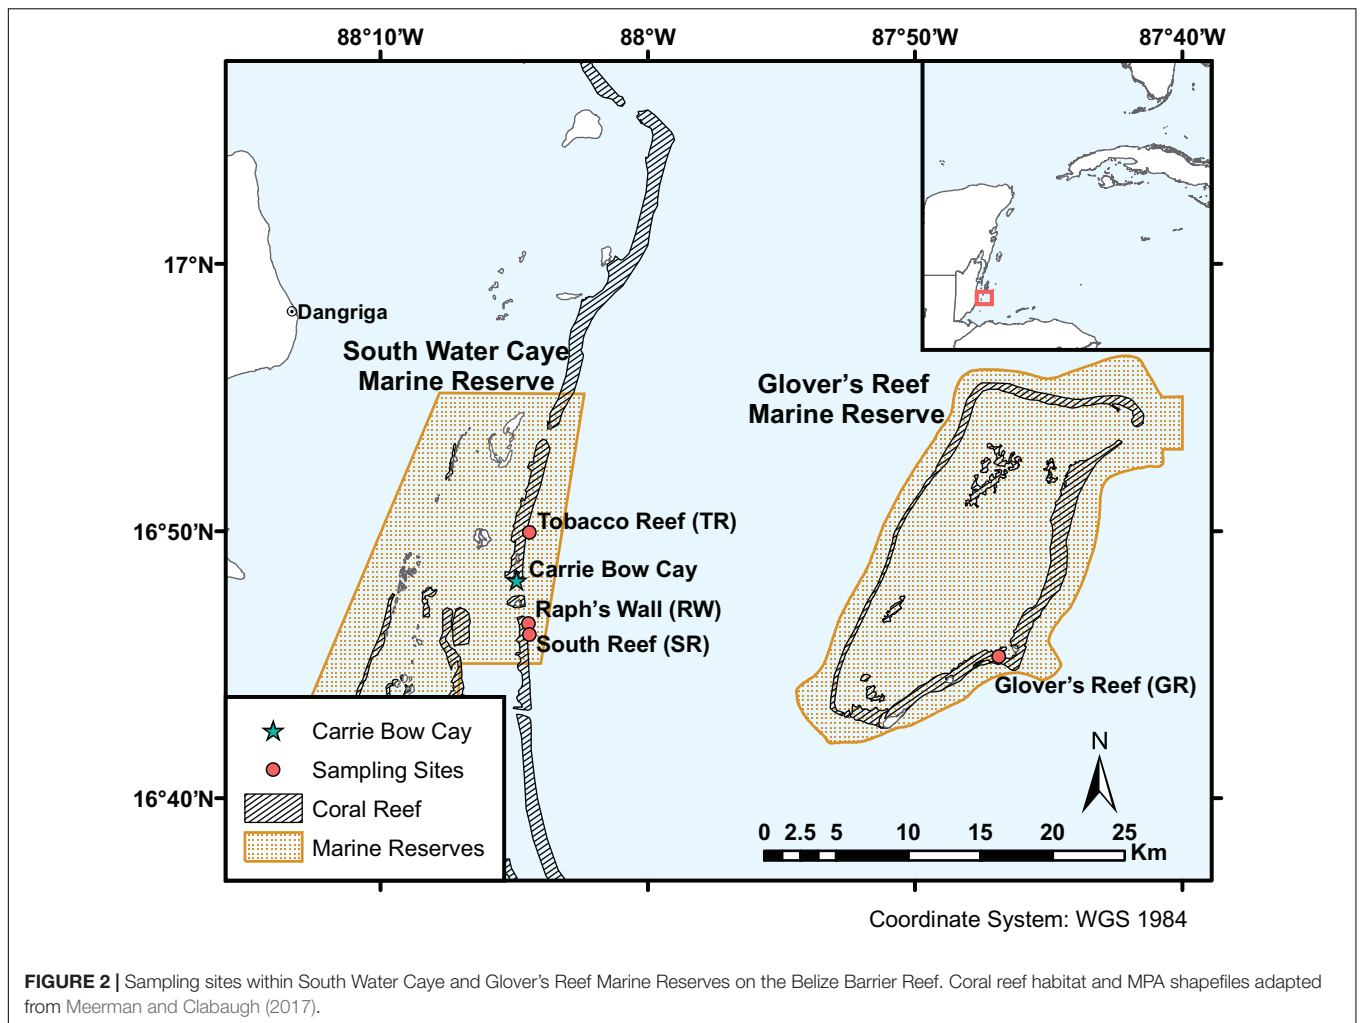 88°10'W 88°W 87°50'W 87°40'W
17°N
Dangriga
South Water Caye
Marine Reserve
Glover's Reef
Marine Reserve
16°50'N
Tobacco Reef (TR)
Carrie Bow Cay
Raph's Wall (RW)
South Reef (SR)
Glover's Reef (GR)
16°40'N
Carrie Bow Cay
Sampling Sites
Coral Reef
Marine Reserves
N
0 2.5 5 10 15 20 25
Km
Coordinate System: WGS 1984
FIGURE 2 | Sampling sites within South Water Caye and Glover's Reef Marine Reserves on the Belize Barrier Reef. Coral reef habitat and MPA shapefiles adapted
from Meerman and Clabaugh (2017).